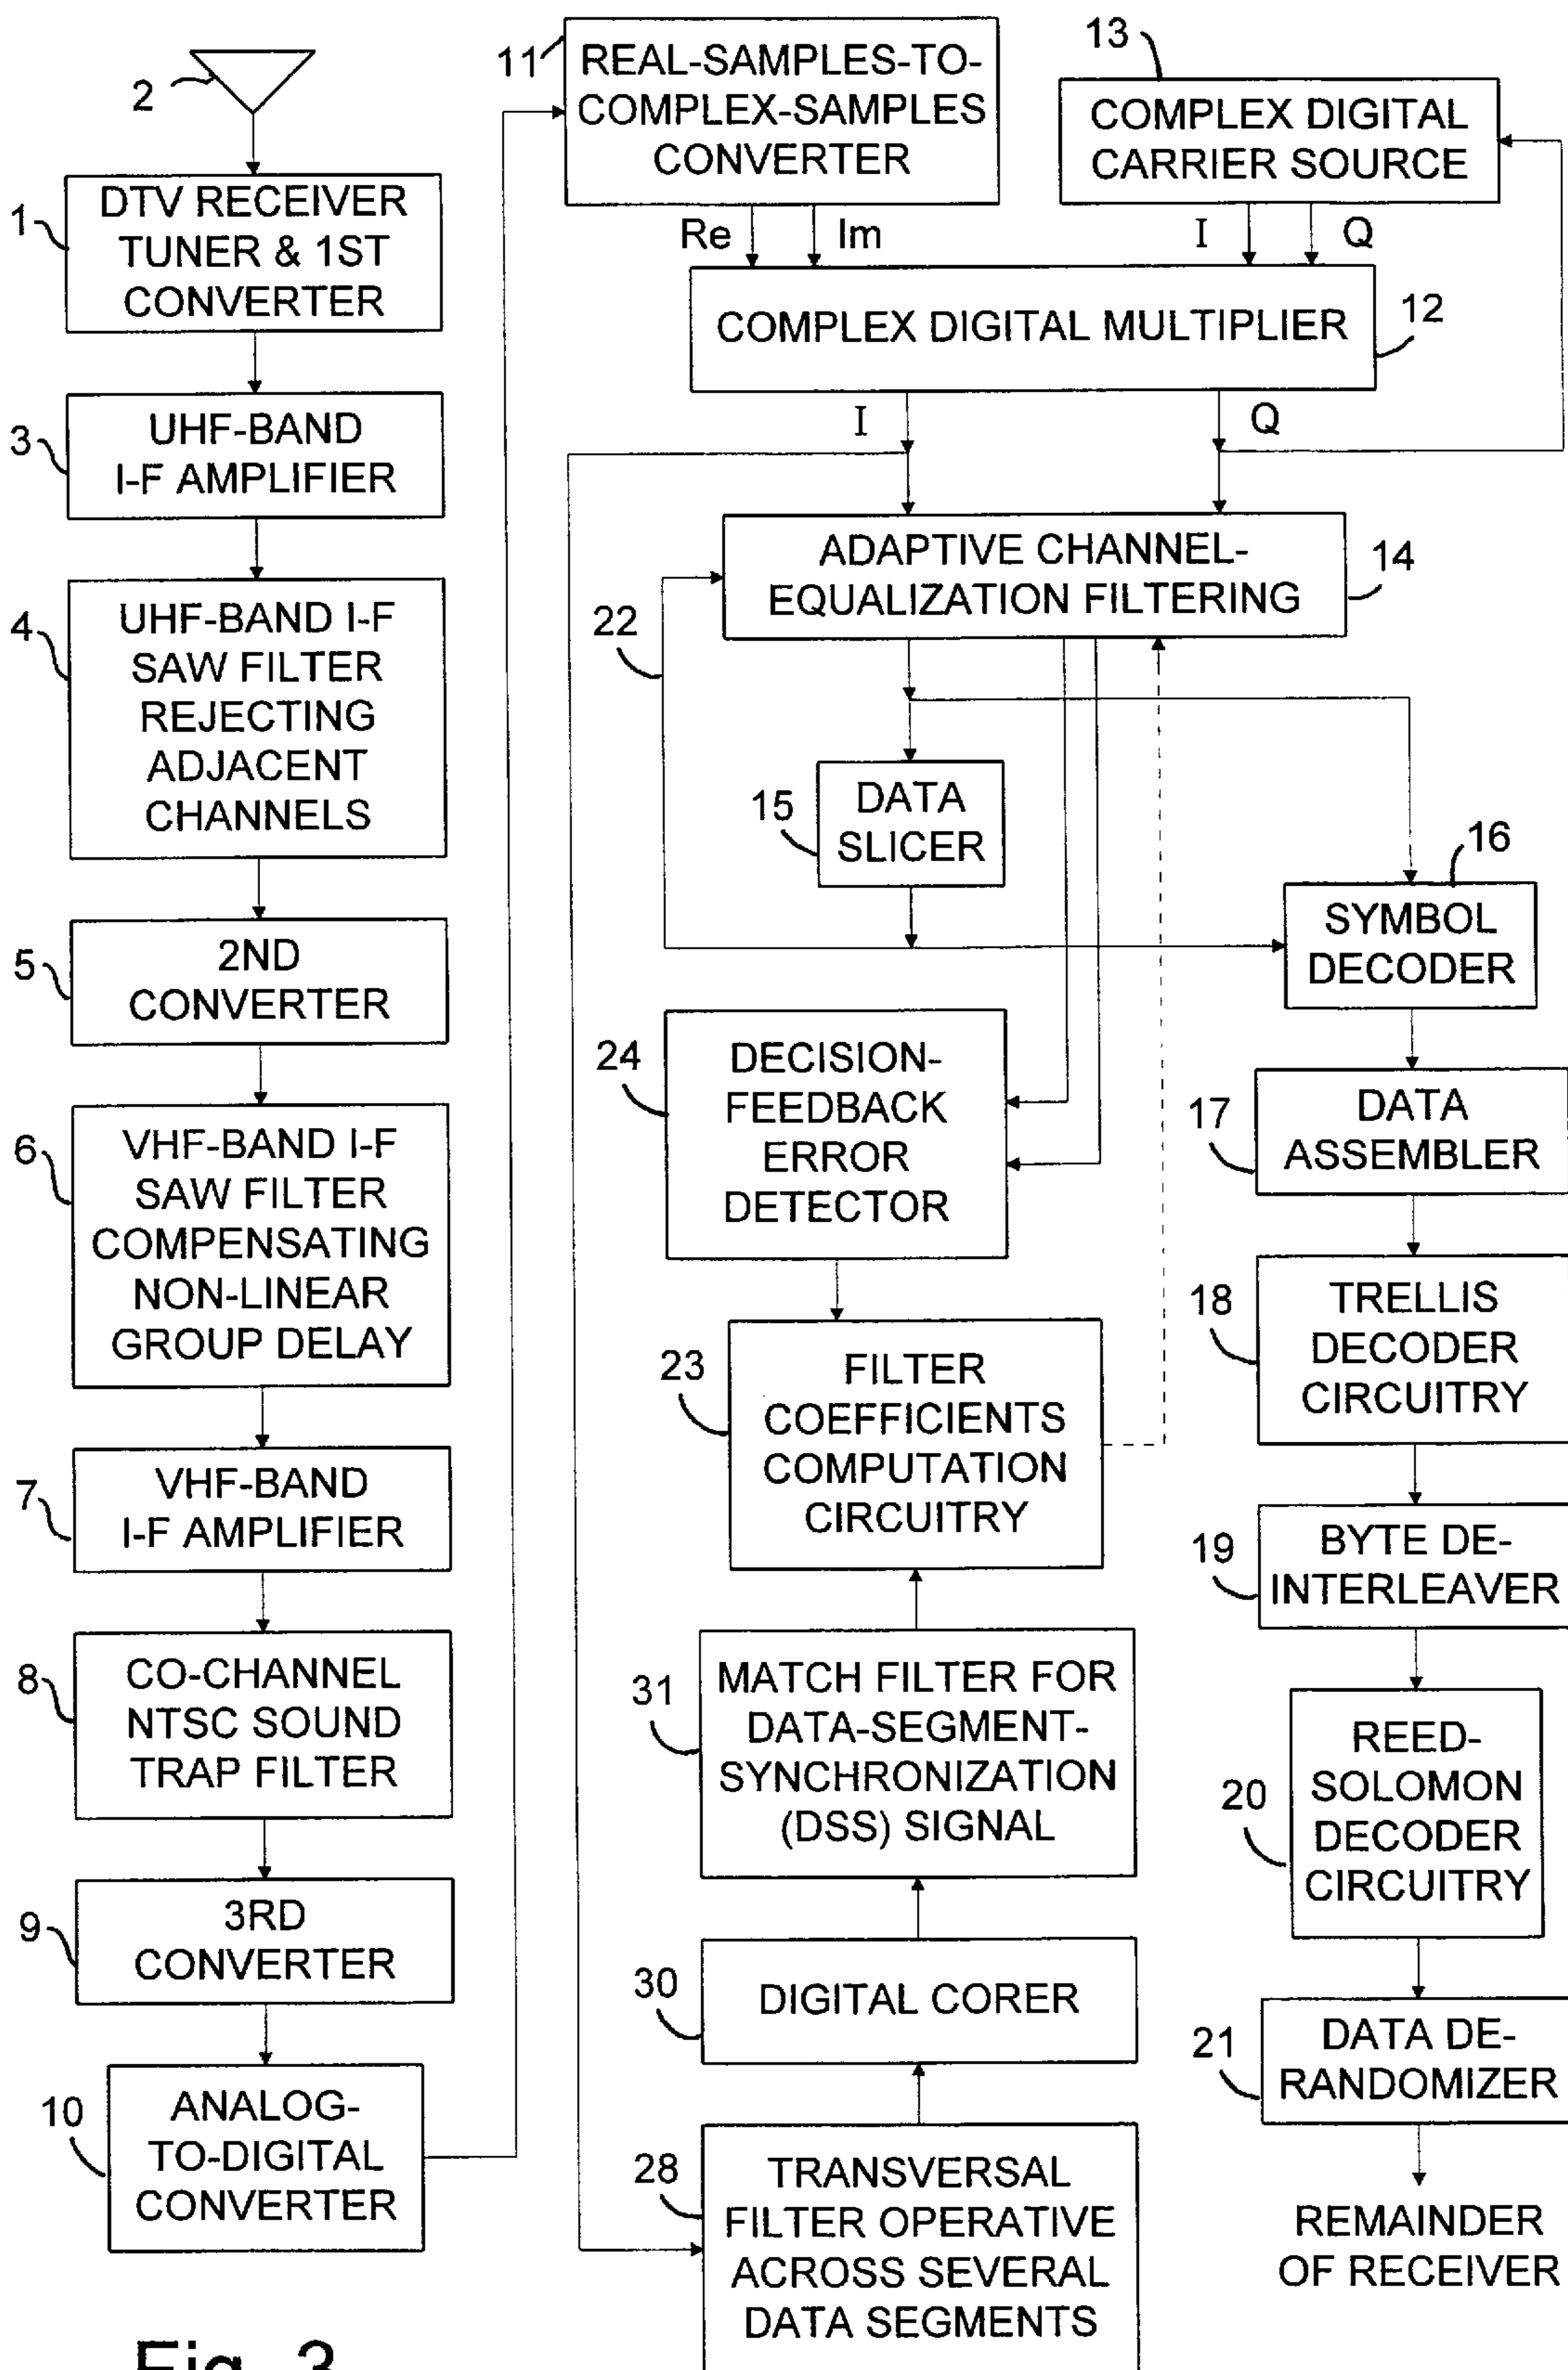 2
1
DTV RECEIVER
TUNER & 1ST
CONVERTER
3
UHF-BAND
I-F AMPLIFIER
4
UHF-BAND I-F
SAW FILTER
REJECTING
ADJACENT
CHANNELS
5
2ND
CONVERTER
6
VHF-BAND I-F
SAW FILTER
COMPENSATING
NON-LINEAR
GROUP DELAY
7
VHF-BAND
I-F AMPLIFIER
8
CO-CHANNEL
NTSC SOUND
TRAP FILTER
9
3RD
CONVERTER
10
ANALOG-
TO-DIGITAL
CONVERTER
11
REAL-SAMPLES-TO-
COMPLEX-SAMPLES
CONVERTER
13
COMPLEX DIGITAL
CARRIER SOURCE
Re Im I Q
COMPLEX DIGITAL MULTIPLIER
12
I Q
ADAPTIVE CHANNEL-
EQUALIZATION FILTERING
14
22
15
DATA
SLICER
16
SYMBOL
DECODER
24
DECISION-
FEEDBACK
ERROR
DETECTOR
17
DATA
ASSEMBLER
23
FILTER
COEFFICIENTS
COMPUTATION
CIRCUITRY
18
TRELLIS
DECODER
CIRCUITRY
19
BYTE DE-
INTERLEAVER
31
MATCH FILTER FOR
DATA-SEGMENT-
SYNCHRONIZATION
(DSS) SIGNAL
20
REED-
SOLOMON
DECODER
CIRCUITRY
30
DIGITAL CORER
21
DATA DE-
RANDOMIZER
28
TRANSVERSAL
FILTER OPERATIVE
ACROSS SEVERAL
DATA SEGMENTS
REMAINDER
OF RECEIVER
Fig. 3